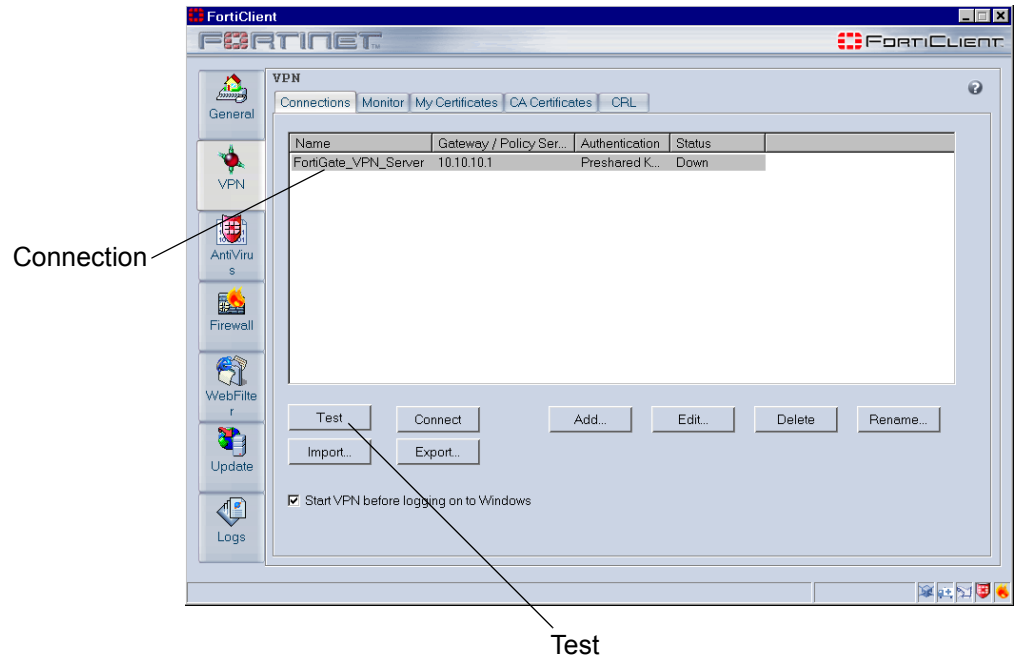 FortiClient
FORTINET
FORTICLIENT
VPN
Connections Monitor My Certificates CA Certificates CRL
General
VPN
AntiViru
s
Firewall
WebFilte
r
Update
Logs
Name Gateway / Policy Ser... Authentication Status
FortiGate_VPN_Server 10.10.10.1 Preshared K... Down
Connection
Test Connect Add... Edit... Delete Rename...
Import... Export...
Start VPN before logging on to Windows
Test